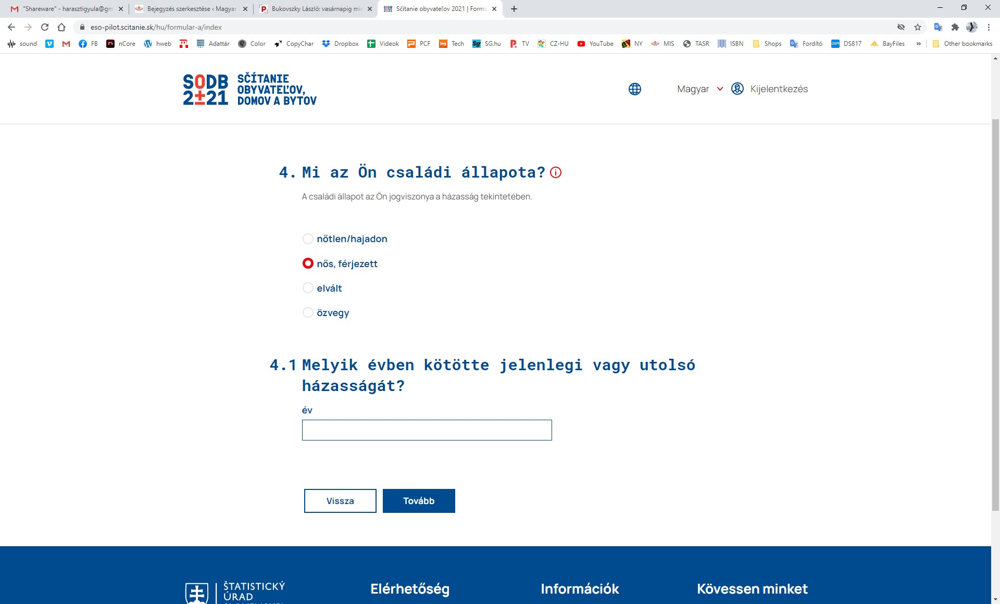 "Shareware" - harasztigyula@gm
Bejegyzés szerkesztése ‹ Magyar
Bukovszky László: vasárnapig min
Sčítanie obyvateľov 2021 | Formu
eso-pilot.scitanie.sk/hu/formular-a/index
sound FB nCore hweb Adattár Color CopyChar Dropbox Videok PCF Tech SG.hu TV CZ-HU YouTube NY MIS TASR ISBN Shops Fordító DS817 BayFiles » Other bookmarks
SODB
2±21
SČÍTANIE
OBYVATEĽOV,
DOMOV A BYTOV
Magyar
Kijelentkezés
4. Mi az Ön családi állapota?
A családi állapot az Ön jogviszonya a házasság tekintetében.
nőtlen/hajadon
nős, férjezett
elvált
özvegy
4.1 Melyik évben kötötte jelenlegi vagy utolsó
házasságát?
év
Vissza
Tovább
ŠTATISTICKÝ
ÚRAD
Elérhetőség
Információk
Kövessen minket